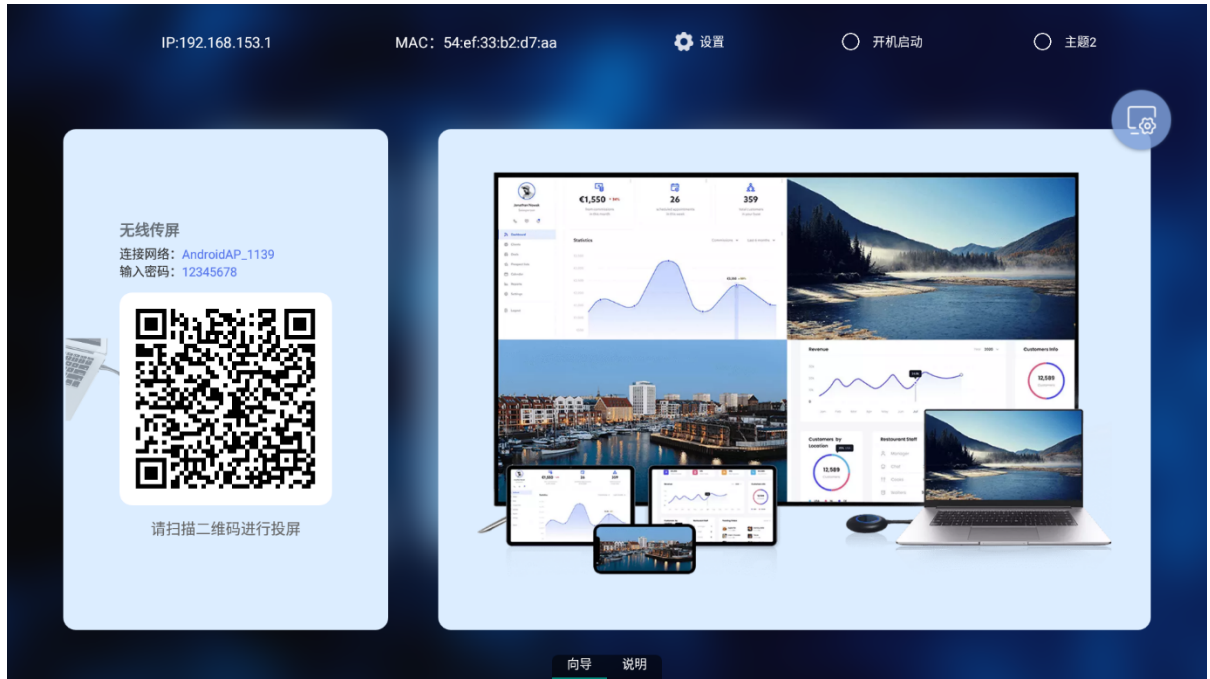 IP:192.168.153.1
MAC：54:ef:33:b2:d7:aa
设置
开机启动
主题2
无线传屏
连接网络：AndroidAP_1139
输入密码：12345678
请扫描二维码进行投屏
€1,550
26
359
Dashboard
Statistics
Revenue
Customers Info
12,589
Customers by
Location
12,589
Restaurant Staff
Manager
Chef
向导
说明